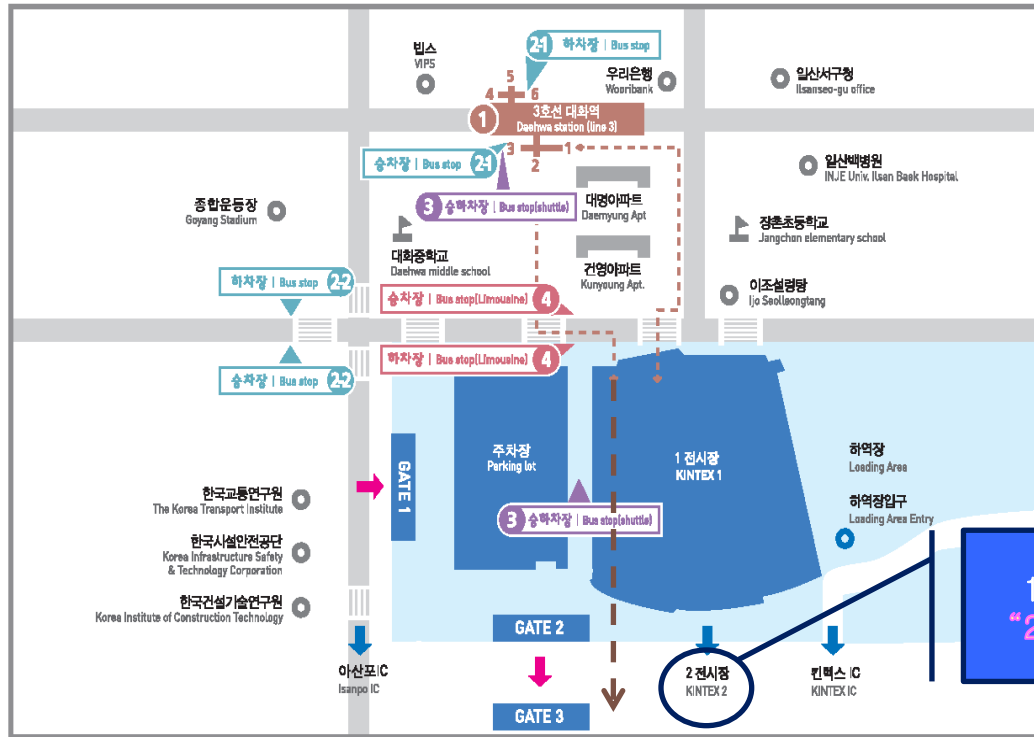 빕스
VIPS
2-1 하차장 | Bus stop
우리은행
Wooribank
일산서구청
Ilsanseo-gu office
5
4 6
1 3호선 대화역
Daehwa station (line 3)
3 1
2
승차장 | Bus stop 2-1
일산백병원
INJE Univ. Ilsan Baek Hospital
3 승하차장 | Bus stop(shuttle)
대명아파트
Daemyung Apt
종합운동장
Goyang Stadium
장촌초등학교
Jangchon elementary school
대화중학교
Daehwa middle school
건영아파트
Kunyoung Apt.
하차장 | Bus stop 2-2
이조설렁탕
Ijo Seolleongtang
승차장 | Bus stop(Limousine) 4
하차장 | Bus stop(Limousine) 4
승차장 | Bus stop 2-2
GATE 1
주차장
Parking lot
1 전시장
KINTEX 1
하역장
Loading Area
한국교통연구원
The Korea Transport Institute
하역장입구
Loading Area Entry
3 승하차장 | Bus stop(shuttle)
한국시설안전공단
Korea Infrastructure Safety
& Technology Corporation
한국건설기술연구원
Korea Institute of Construction Technology
GATE 2
아산포IC
Isanpo IC
2 전시장
KINTEX 2
킨텍스 IC
KINTEX IC
GATE 3
1
"2